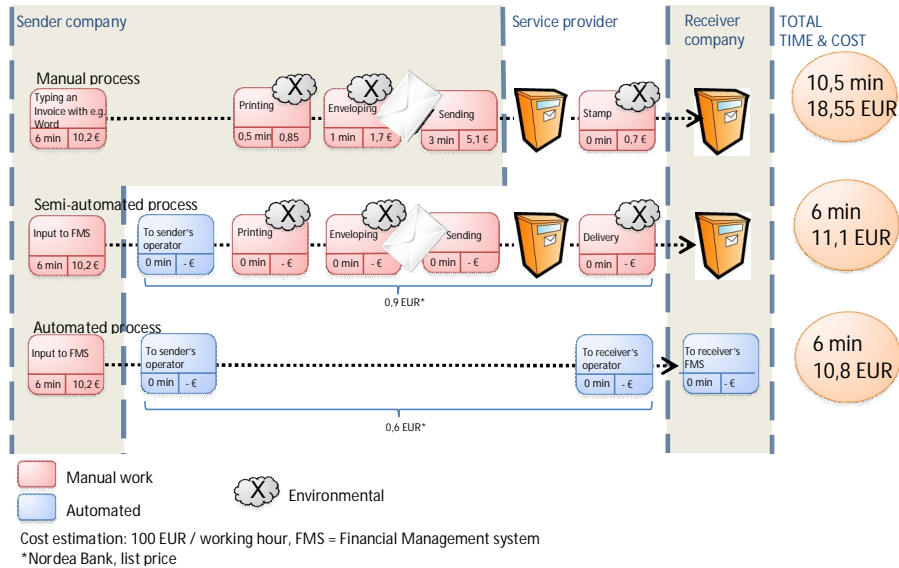 Sender company
Service provider
Receiver
company
TOTAL
TIME & COST
Manual process
Typing an
Invoice with e.g.
Word
6 min 10,2 €
Printing
X
0,5 min 0,85
Enveloping
X
1 min 1,7 €
Sending
3 min 5,1 €
Stamp
X
0 min 0,7 €
10,5 min
18,55 EUR
Semi-automated process
Input to FMS
6 min 10,2 €
To sender's
operator
0 min - €
Printing
X
0 min - €
Enveloping
X
0 min - €
Sending
0 min - €
Delivery
X
0 min - €
6 min
11,1 EUR
0,9 EUR*
Automated process
Input to FMS
6 min 10,2 €
To sender's
operator
0 min - €
To receiver's
operator
0 min - €
To receiver's
FMS
0 min - €
6 min
10,8 EUR
0,6 EUR*
Manual work
X Environmental
Automated
Cost estimation: 100 EUR / working hour, FMS = Financial Management system
*Nordea Bank, list price